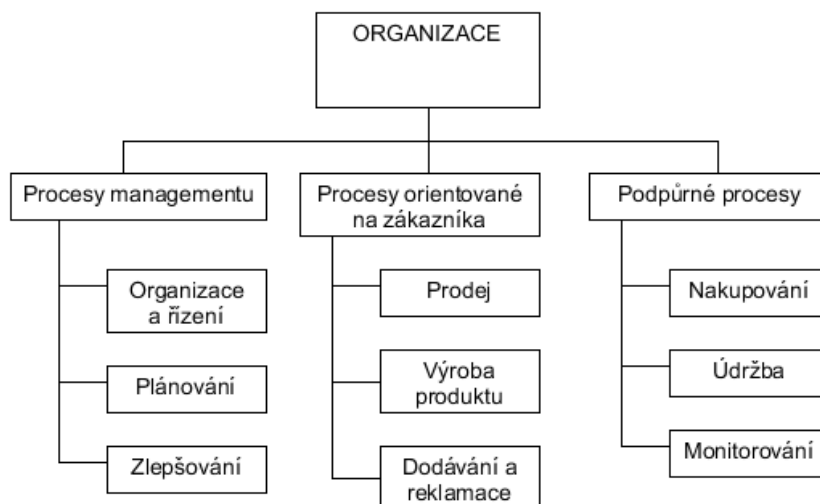 ORGANIZACE
Procesy managementu
Organizace
a řízení
Plánování
Zlepšování
Procesy orientované
na zákazníka
Prodej
Výroba
produktu
Dodávání a
reklamace
Podpůrné procesy
Nakupování
Údržba
Monitorování